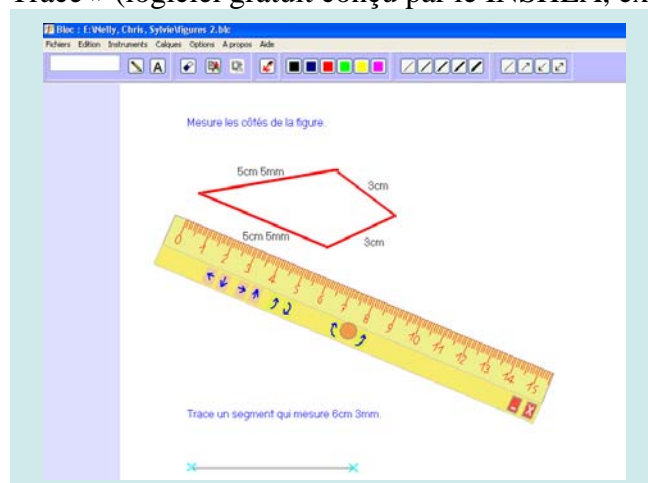 Trace » (logiciel gratuit conçu par le INSHEA, ex
Bloc : E:\Nelly, Chris, Sylvie\figures 2.blc
Fichiers Edition Instruments Calques Options A propos Aide
A
Mesure les côtés de la figure.
5cm 5mm
3cm
5cm 5mm
3cm
0 1 2 3 4 5 6 7 8 9 10 11 12 13 14 15
Trace un segment qui mesure 6cm 3mm.